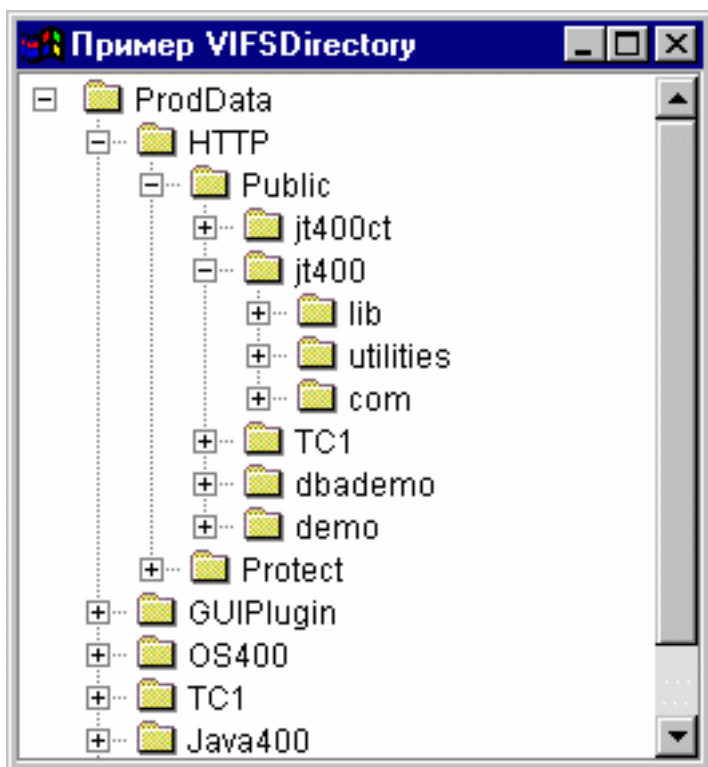 Пример VIFSDirectory
ProdData
HTTP
Public
jt400ct
jt400
lib
utilities
com
TC1
dbademo
demo
Protect
GUIPlugin
OS400
TC1
Java400